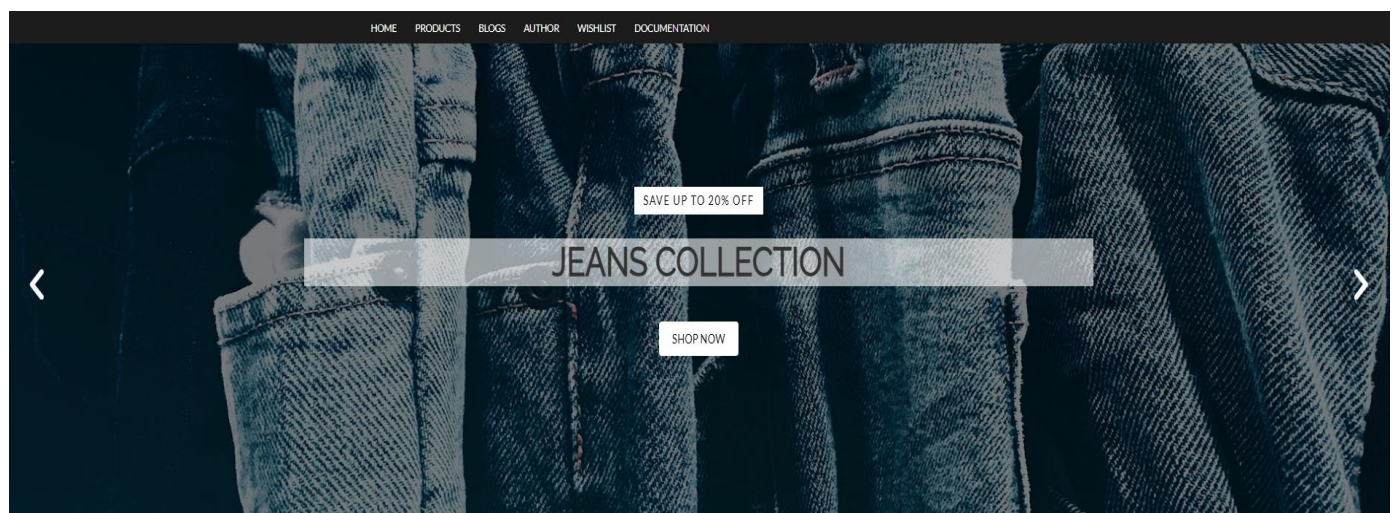 HOME PRODUCTS BLOGS AUTHOR WISHLIST DOCUMENTATION
SAVE UP TO 20% OFF
JEANS COLLECTION
SHOP NOW